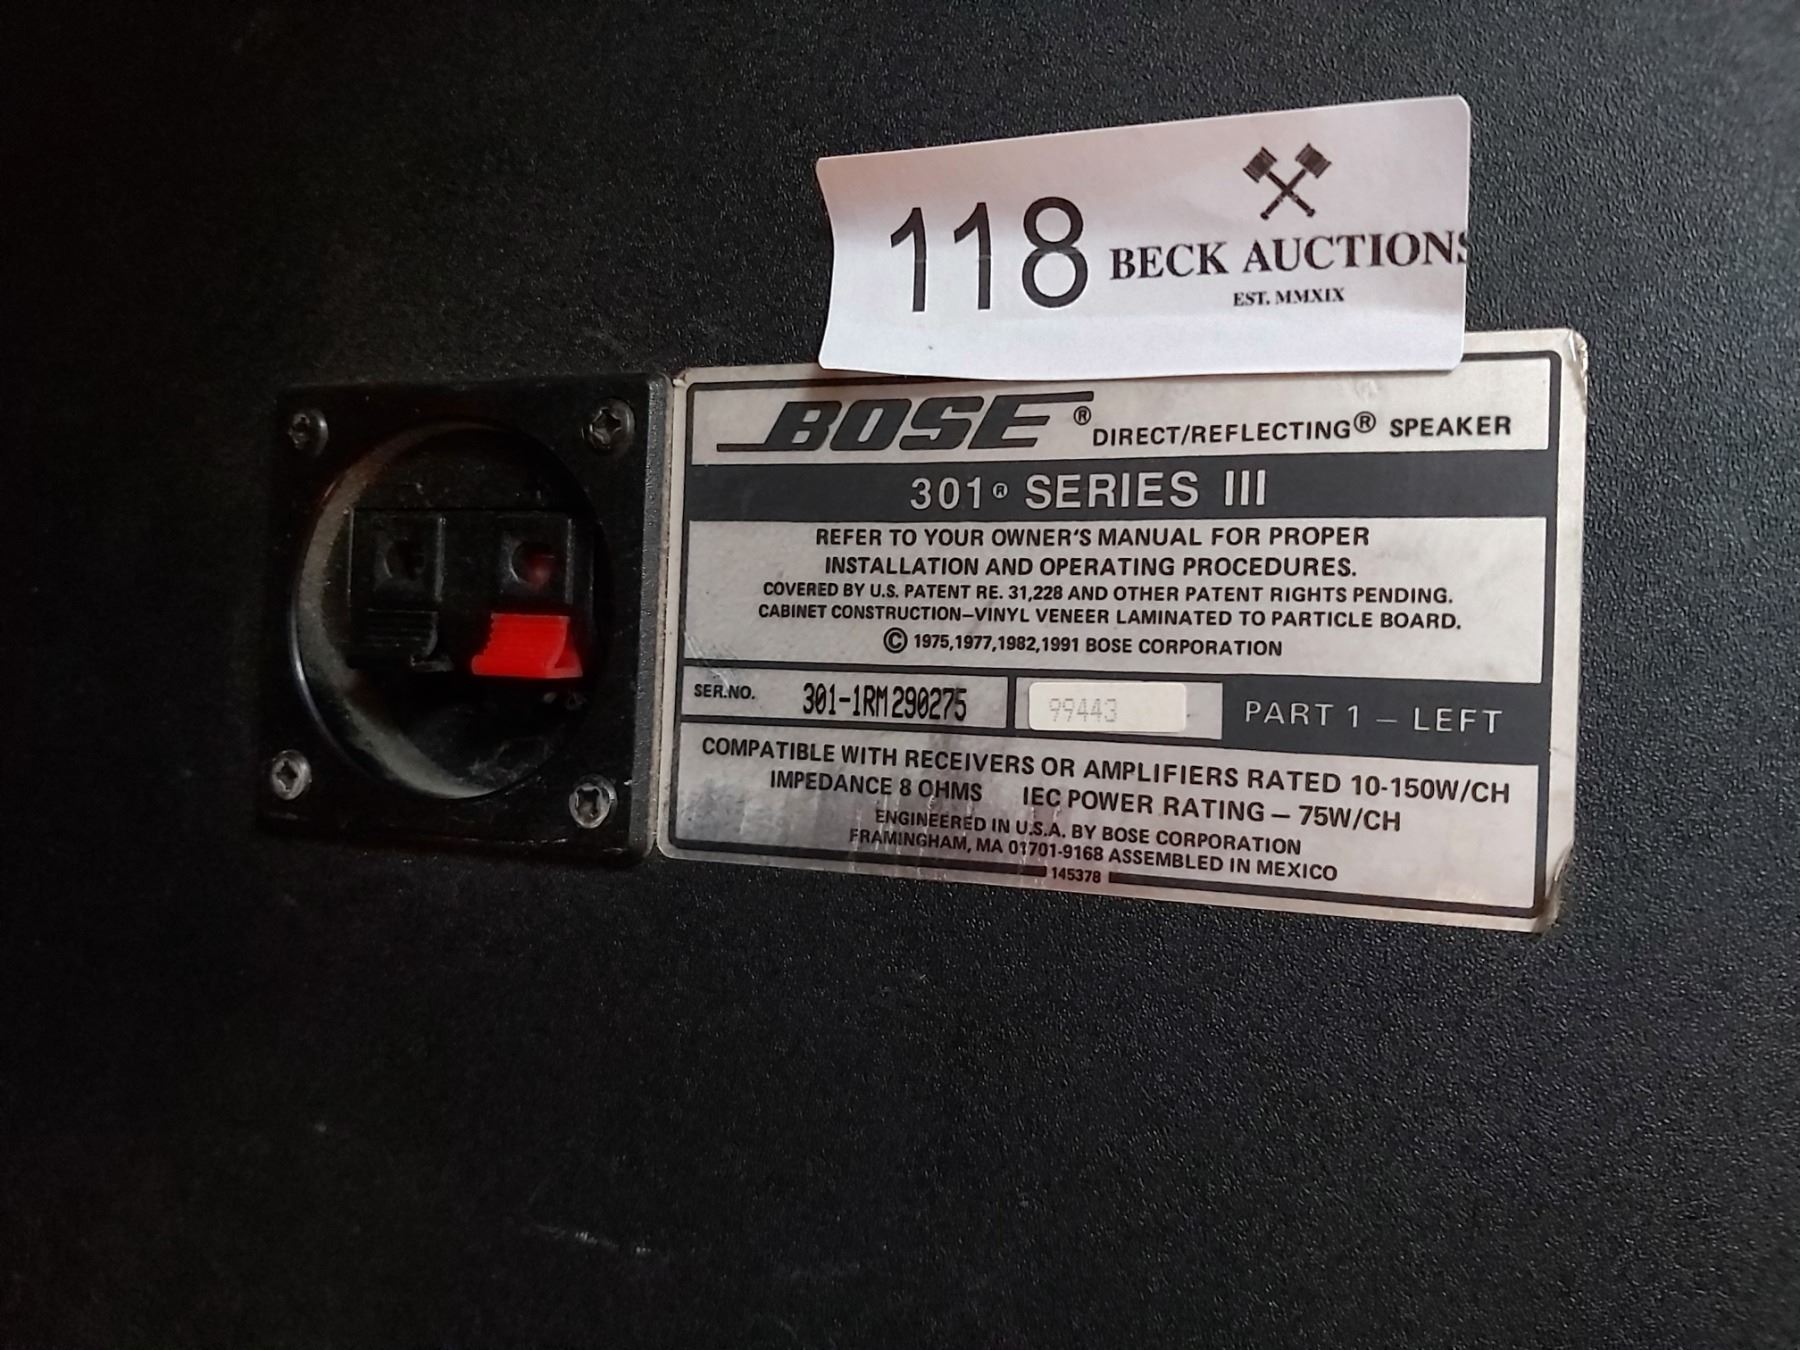 118 BECK AUCTIONS
EST. MMXIX
BOSE® DIRECT/REFLECTING® SPEAKER
301® SERIES III
REFER TO YOUR OWNER'S MANUAL FOR PROPER
INSTALLATION AND OPERATING PROCEDURES.
COVERED BY U.S. PATENT RE. 31,228 AND OTHER PATENT RIGHTS PENDING.
CABINET CONSTRUCTION–VINYL VENEER LAMINATED TO PARTICLE BOARD.
© 1975,1977,1982,1991 BOSE CORPORATION
SER.NO. 301-1RM290275 99443 PART 1 – LEFT
COMPATIBLE WITH RECEIVERS OR AMPLIFIERS RATED 10-150W/CH
IMPEDANCE 8 OHMS IEC POWER RATING – 75W/CH
ENGINEERED IN U.S.A. BY BOSE CORPORATION
FRAMINGHAM, MA 01701-9168 ASSEMBLED IN MEXICO
145378